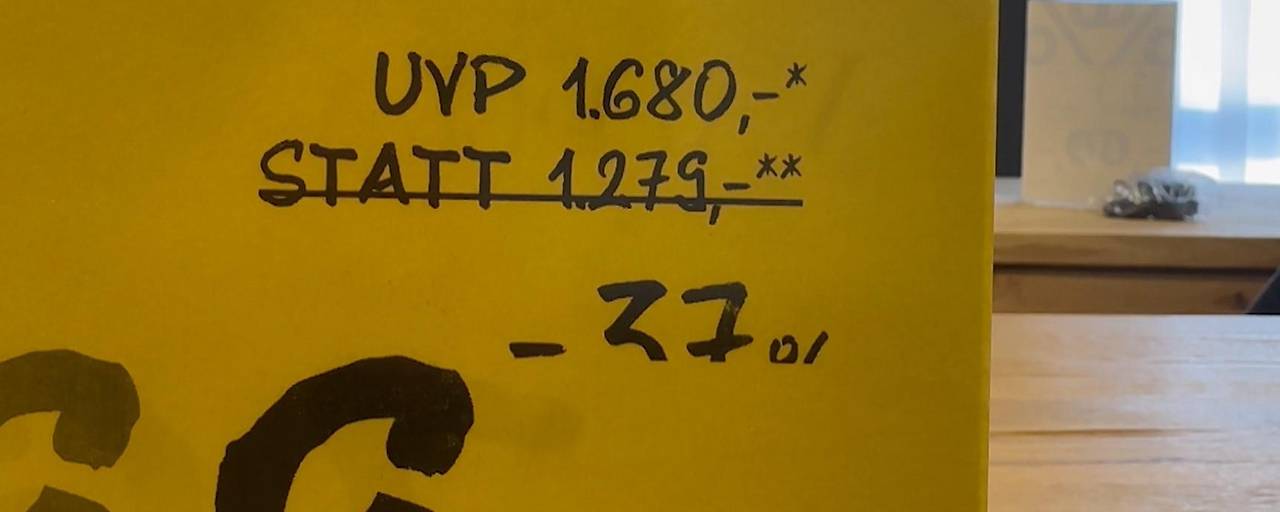 UVP 1.680,-*
STATT 1.279,-**
- 37%